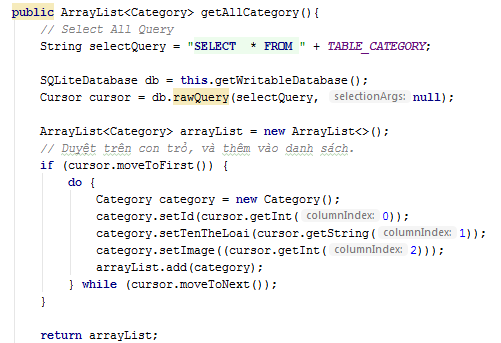 public ArrayList<Category> getAllCategory(){
// Select All Query
String selectQuery = "SELECT  * FROM " + TABLE_CATEGORY;
SQLiteDatabase db = this.getWritableDatabase();
Cursor cursor = db.rawQuery(selectQuery, selectionArgs: null);
ArrayList<Category> arrayList = new ArrayList<>();
// Duyệt trên con trỏ, và thêm vào danh sách.
if (cursor.moveToFirst()) {
do {
Category category = new Category();
category.setId(cursor.getInt( columnIndex: 0));
category.setTenTheLoai(cursor.getString( columnIndex: 1));
category.setImage((cursor.getInt( columnIndex: 2)));
arrayList.add(category);
} while (cursor.moveToNext());
}
return arrayList;